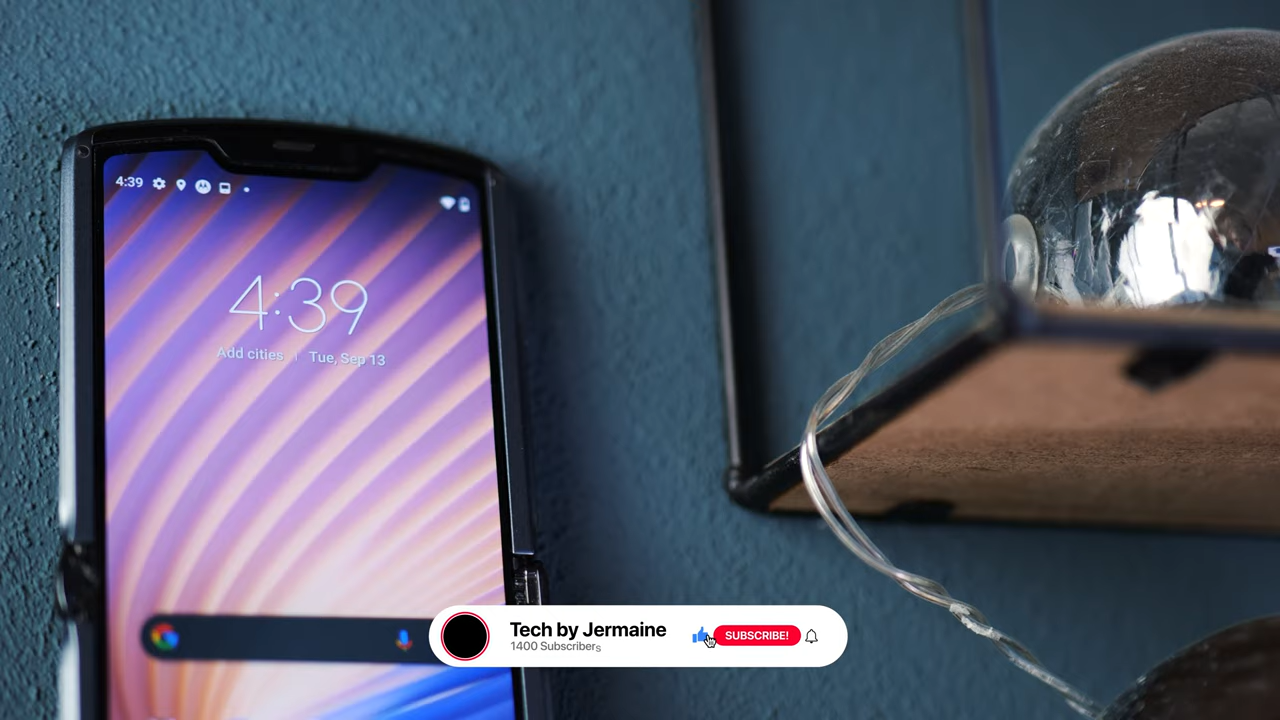 4:39
4:39
Add cities | Tue, Sep 13
Tech by Jermaine
1400 Subscribers
SUBSCRIBE!